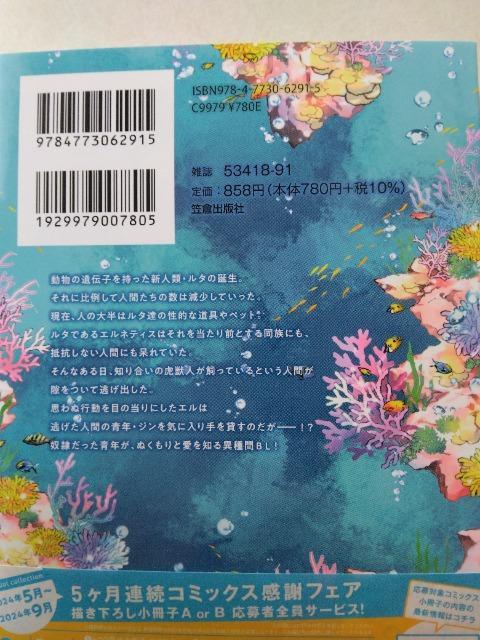 ISBN978-4-7730-6291-5
C9979 ¥780E
9784773062915
雑誌 53418-91
定価：858円（本体780円+税10%）
笠倉出版社
1929979007805
動物の遺伝子を持った新人類・ルタの誕生。
それに比例して人間たちの数は減少していった。
現在、人の大半はルタ達の性的な道具やペット。
ルタであるエルネティスはそれを当たり前とする同族にも、
抵抗しない人間にも呆れていた。
そんなある日、知り合いの虎獣人が飼っているという人間が
隙をついて逃げ出した。
思わぬ行動を目の当りにしたエルは
逃げた人間の青年・ジンを気に入り手を貸すのだが――！？
奴隷だった青年が、ぬくもりと愛を知る異種間BL！
collection
2024年5月～
2024年9月
5ヶ月連続コミックス感謝フェア
描き下ろし小冊子A or B 応募者全員サービス！
応募対象コミックス
小冊子の内容の
最新情報はコチラ